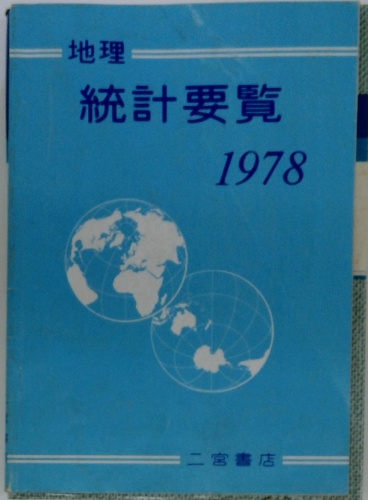 地理
統計要覧
1978
二宮書店